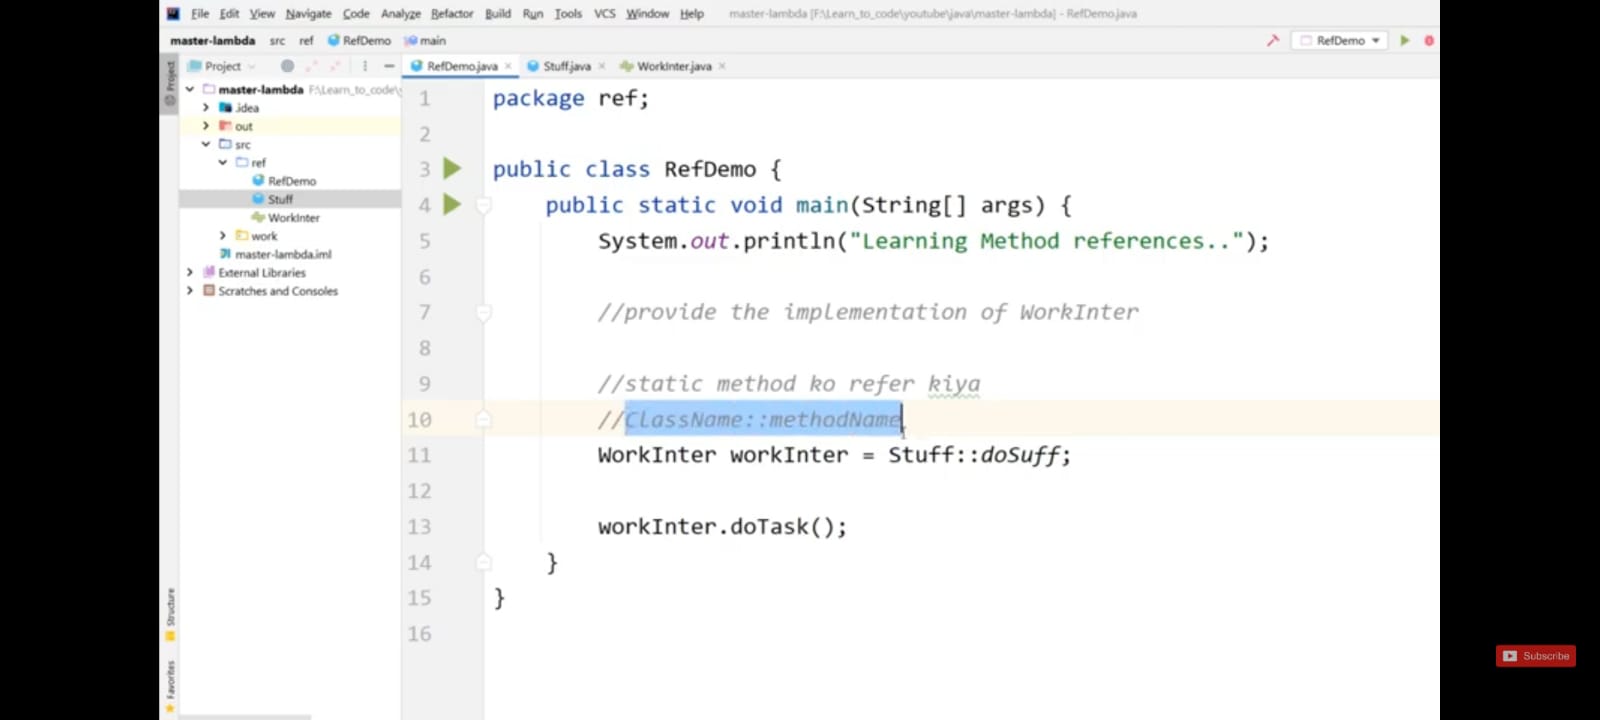 File Edit View Navigate Code Analyze Refactor Build Run Tools VCS Window Help master-lambda [F:\Learn_to_code\youtube\java\master-lambda] - RefDemo.java
master-lambda src ref RefDemo main RefDemo
Project
Project
RefDemo.java Stuff.java WorkInter.java
master-lambda F:\Learn_to_code\
.idea
out
src
ref
RefDemo
Stuff
WorkInter
work
master-lambda.iml
External Libraries
Scratches and Consoles
1 package ref;
2
3 public class RefDemo {
4 public static void main(String[] args) {
5 System.out.println("Learning Method references..");
6
7 //provide the implementation of WorkInter
8
9 //static method ko refer kiya
10 //ClassName::methodName
11 WorkInter workInter = Stuff::doSuff;
12
13 workInter.doTask();
14 }
15 }
16
Structure
Favorites
Subscribe